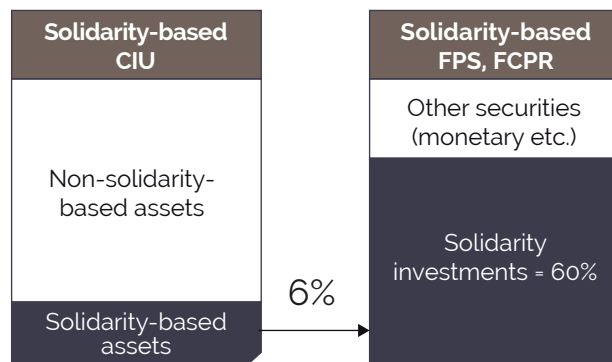 Solidarity-based
CIU
Non-solidarity-
based assets
Solidarity-based
assets
6%
Solidarity-based
FPS, FCPR
Other securities
(monetary etc.)
Solidarity
investments = 60%